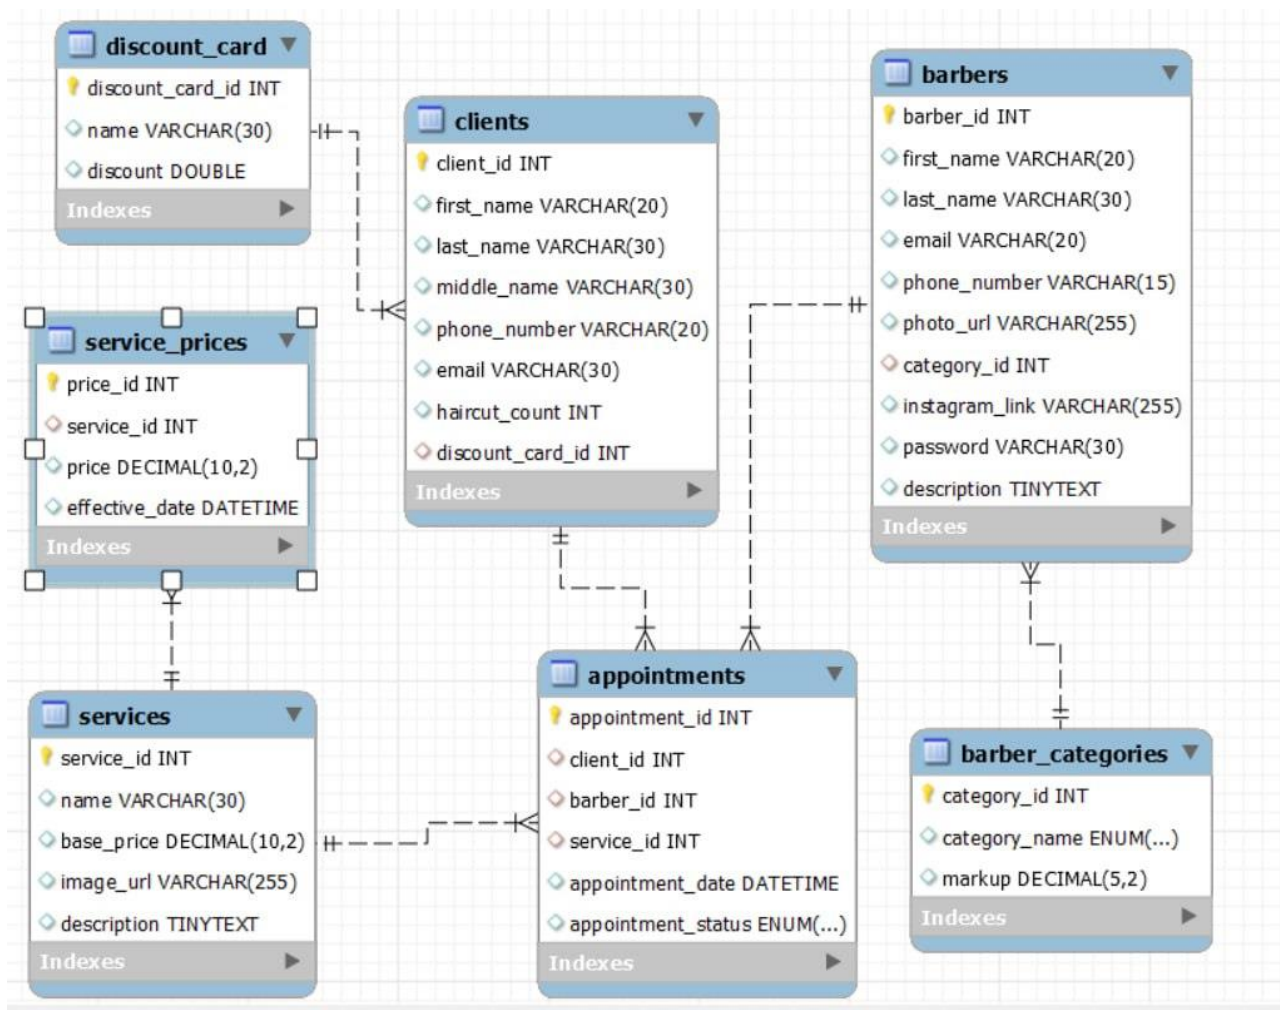 discount_card
discount_card_id INT
name VARCHAR(30)
discount DOUBLE
Indexes
clients
client_id INT
first_name VARCHAR(20)
last_name VARCHAR(30)
middle_name VARCHAR(30)
phone_number VARCHAR(20)
email VARCHAR(30)
haircut_count INT
discount_card_id INT
Indexes
barbers
barber_id INT
first_name VARCHAR(20)
last_name VARCHAR(30)
email VARCHAR(20)
phone_number VARCHAR(15)
photo_url VARCHAR(255)
category_id INT
instagram_link VARCHAR(255)
password VARCHAR(30)
description TINYTEXT
Indexes
service_prices
price_id INT
service_id INT
price DECIMAL(10,2)
effective_date DATETIME
Indexes
services
service_id INT
name VARCHAR(30)
base_price DECIMAL(10,2)
image_url VARCHAR(255)
description TINYTEXT
Indexes
appointments
appointment_id INT
client_id INT
barber_id INT
service_id INT
appointment_date DATETIME
appointment_status ENUM(...)
Indexes
barber_categories
category_id INT
category_name ENUM(...)
markup DECIMAL(5,2)
Indexes